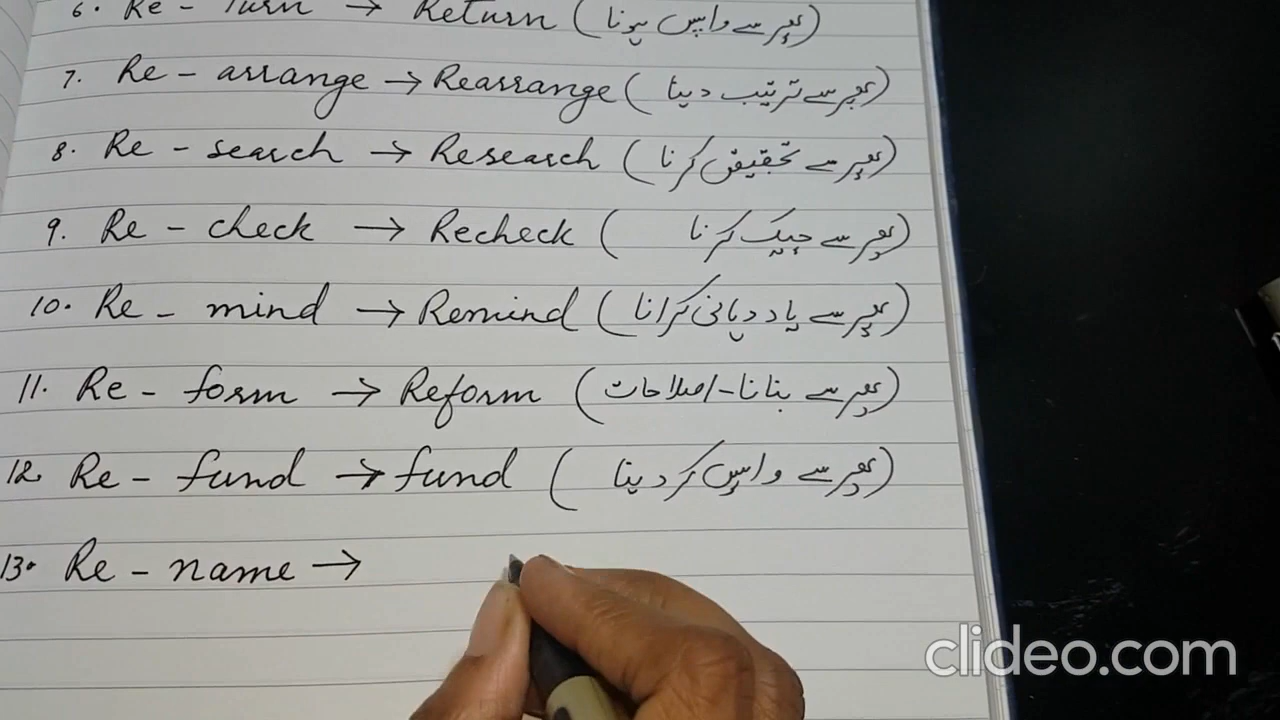 6. Re - turn → Return (پھر سے واپس ہونا)
7. Re - arrange → Rearrange (پھر سے ترتیب دینا)
8. Re - search → Research (پھر سے تحقیق کرنا)
9. Re - check → Recheck (پھر سے چیک کرنا)
10. Re - mind → Remind (پھر سے یاد دہانی کرانا)
11. Re - form → Reform (پھر سے بنانا - اصلاحات)
12. Re - fund → fund (پھر سے واپس کر دینا)
13. Re - name →
clideo.com